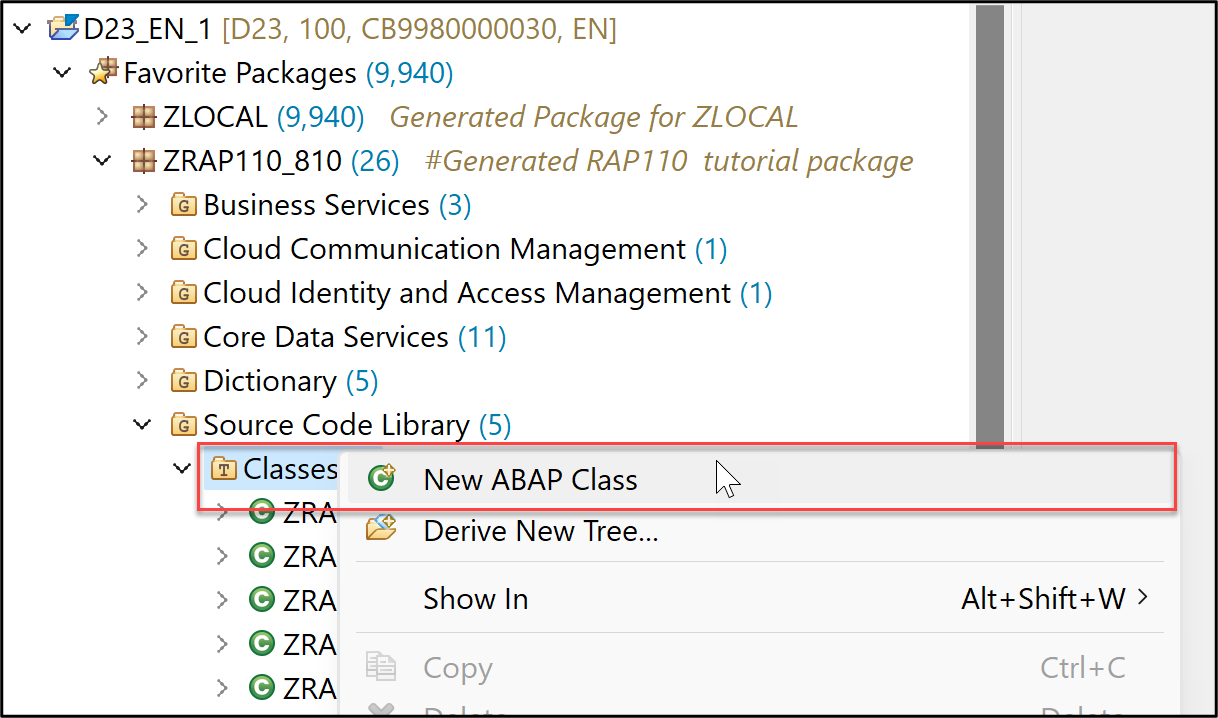 D23_EN_1 [D23, 100, CB9980000030, EN]
Favorite Packages (9,940)
ZLOCAL (9,940) Generated Package for ZLOCAL
ZRAP110_810 (26) #Generated RAP110 tutorial package
G Business Services (3)
G Cloud Communication Management (1)
G Cloud Identity and Access Management (1)
G Core Data Services (11)
G Dictionary (5)
G Source Code Library (5)
T Classes
C New ABAP Class
C ZRA
Derive New Tree...
C ZRA
C ZRA
Show In Alt+Shift+W
C ZRA
C ZRA
Copy Ctrl+C
Delete Delete